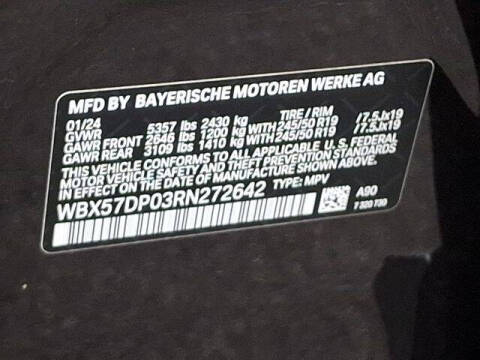 MFD BY BAYERISCHE MOTOREN WERKE AG
01/24
GVWR 5357 lbs 2430 kg TIRE / RIM
GAWR FRONT 2646 lbs 1200 kg WITH 245/50 R19 /7.5Jx19
GAWR REAR 3109 lbs 1410 kg WITH 245/50 R19 /7.5Jx19
THIS VEHICLE CONFORMS TO ALL APPLICABLE U.S. FEDERAL
MOTOR VEHICLE SAFETY AND THEFT PREVENTION STANDARDS
IN EFFECT ON THE DATE OF MANUFACTURE SHOWN ABOVE.
WBX57DP03RN272642 TYPE: MPV
A90
7 320 730